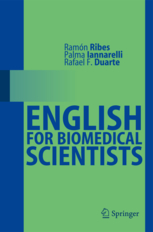 Ramón Ribes
Palma Iannarelli
Rafael F. Duarte
ENGLISH
FOR BIOMEDICAL
SCIENTISTS
Springer